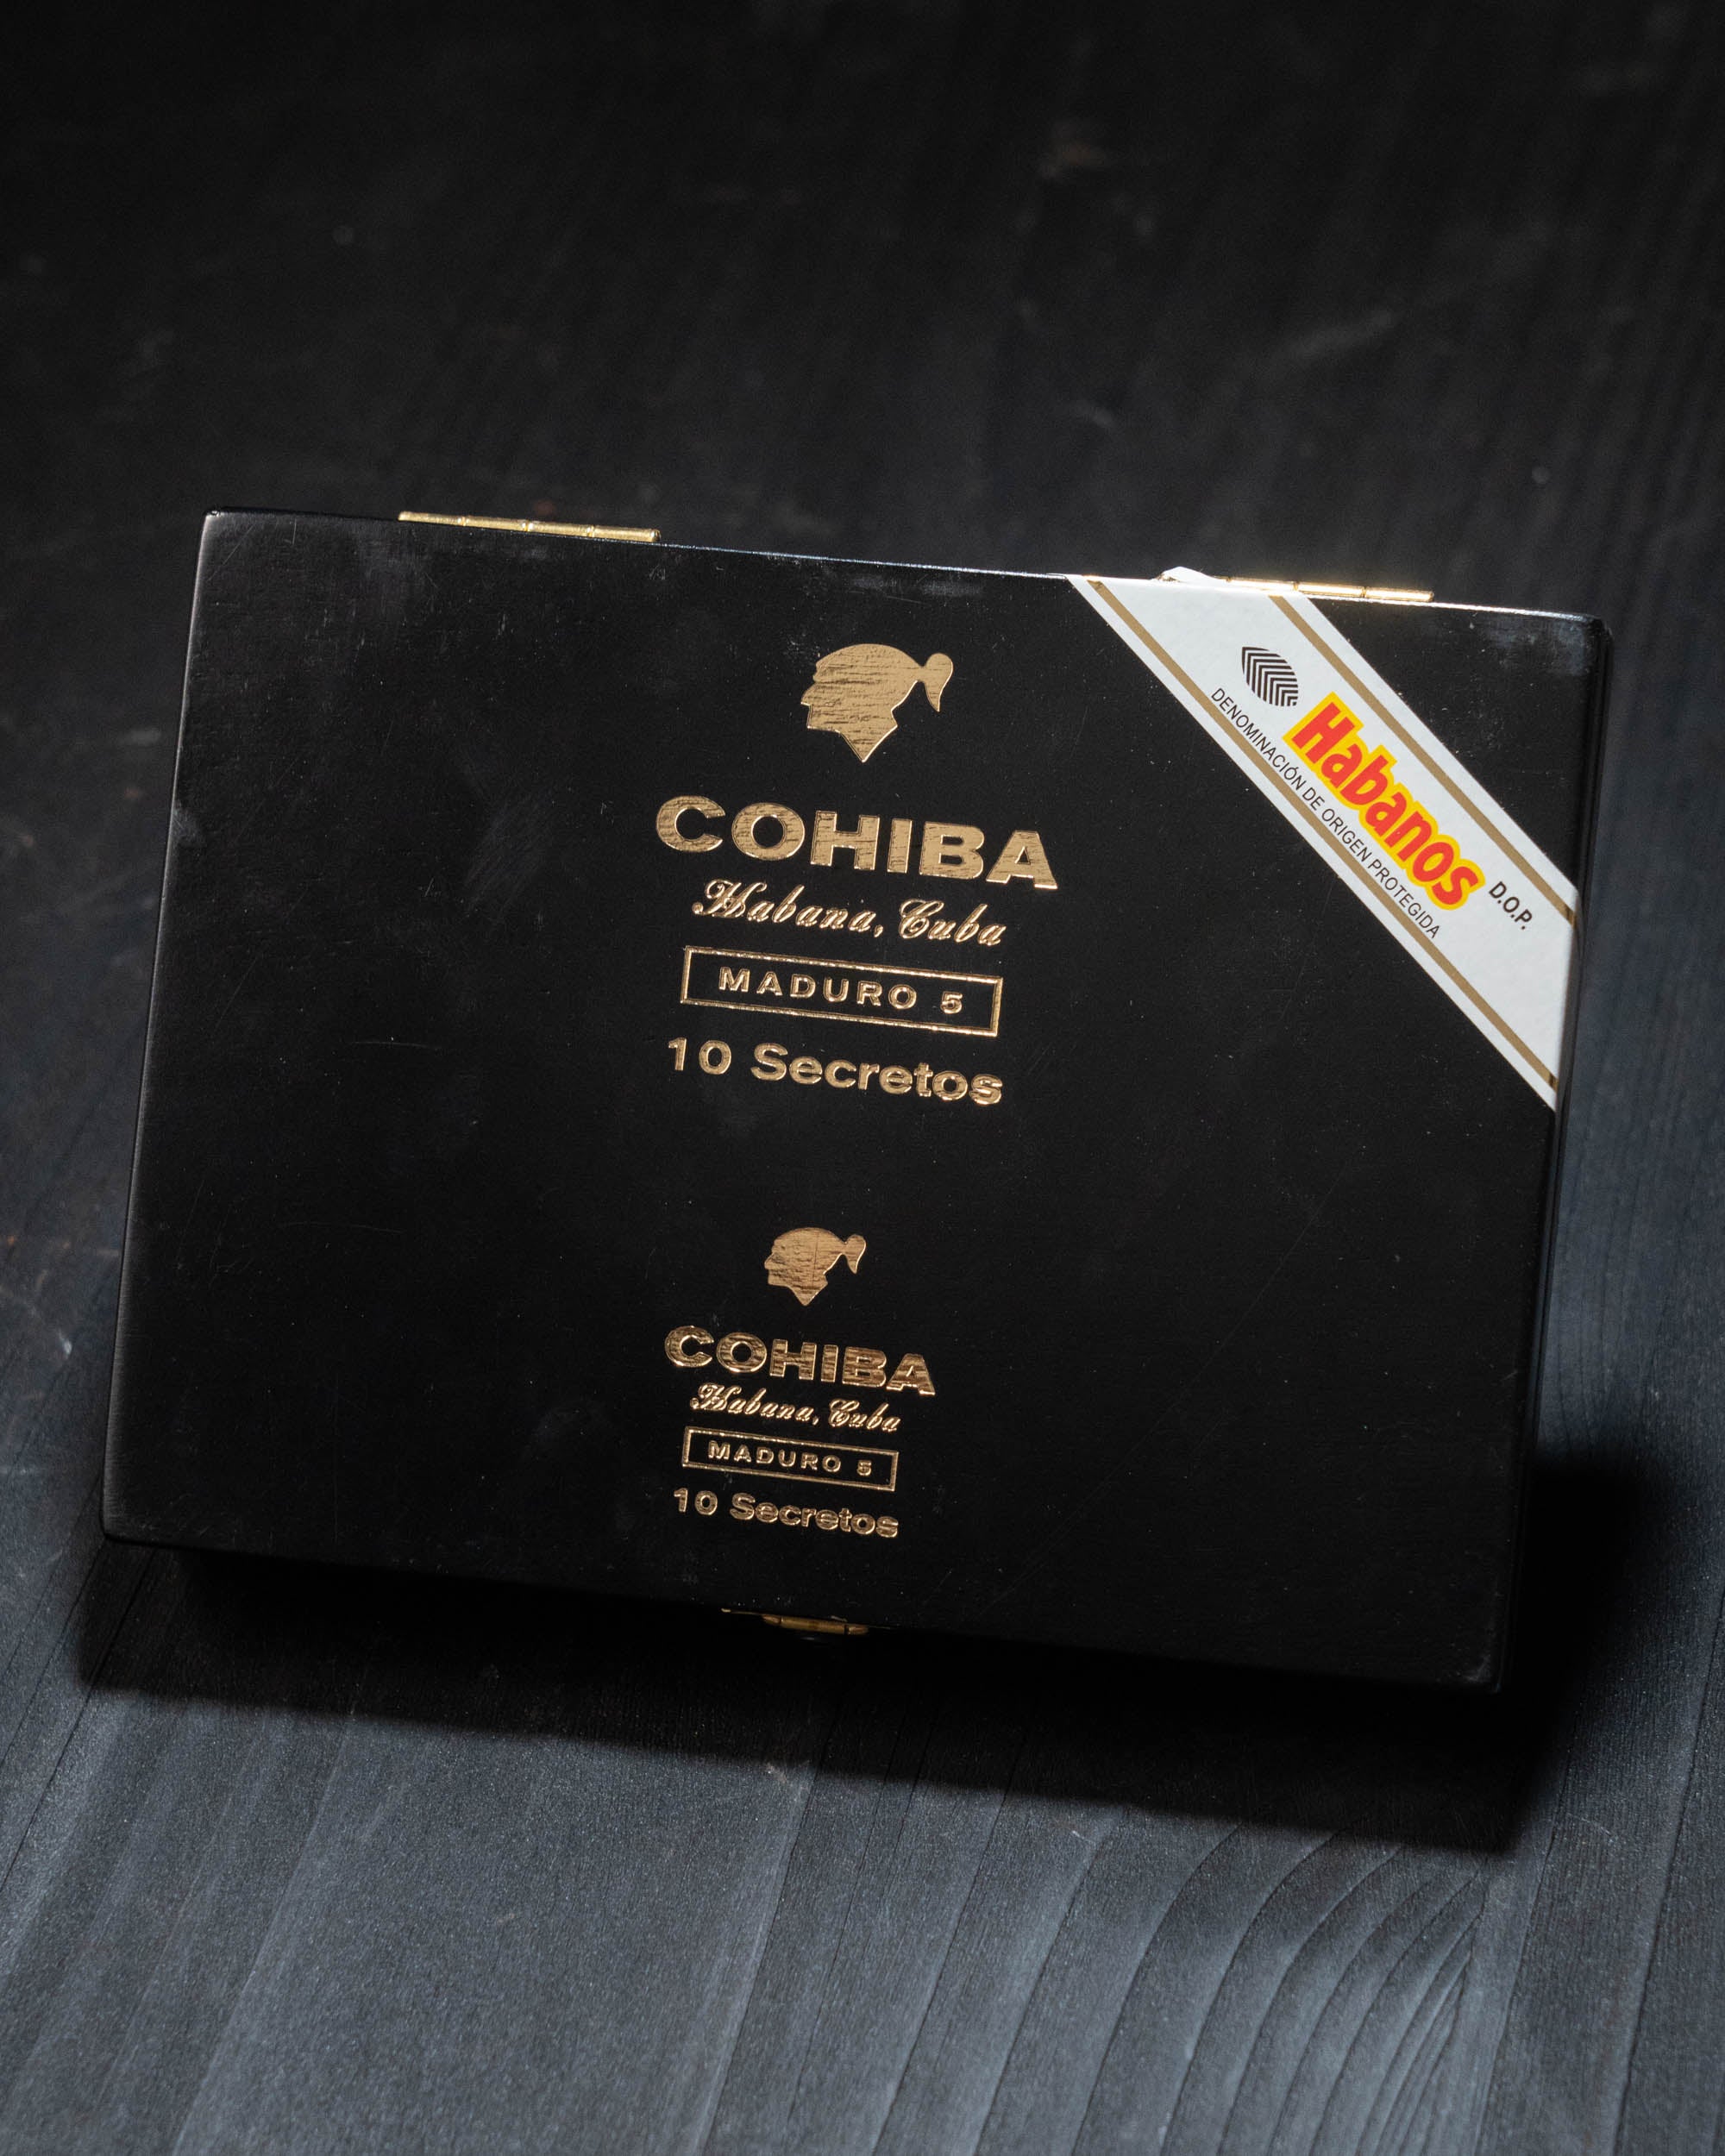 COHIBA
Habana, Cuba
MADURO 5
10 Secretos
Habanos D.O.P.
DENOMINACIÓN DE ORIGEN PROTEGIDA
COHIBA
Habana, Cuba
MADURO 5
10 Secretos